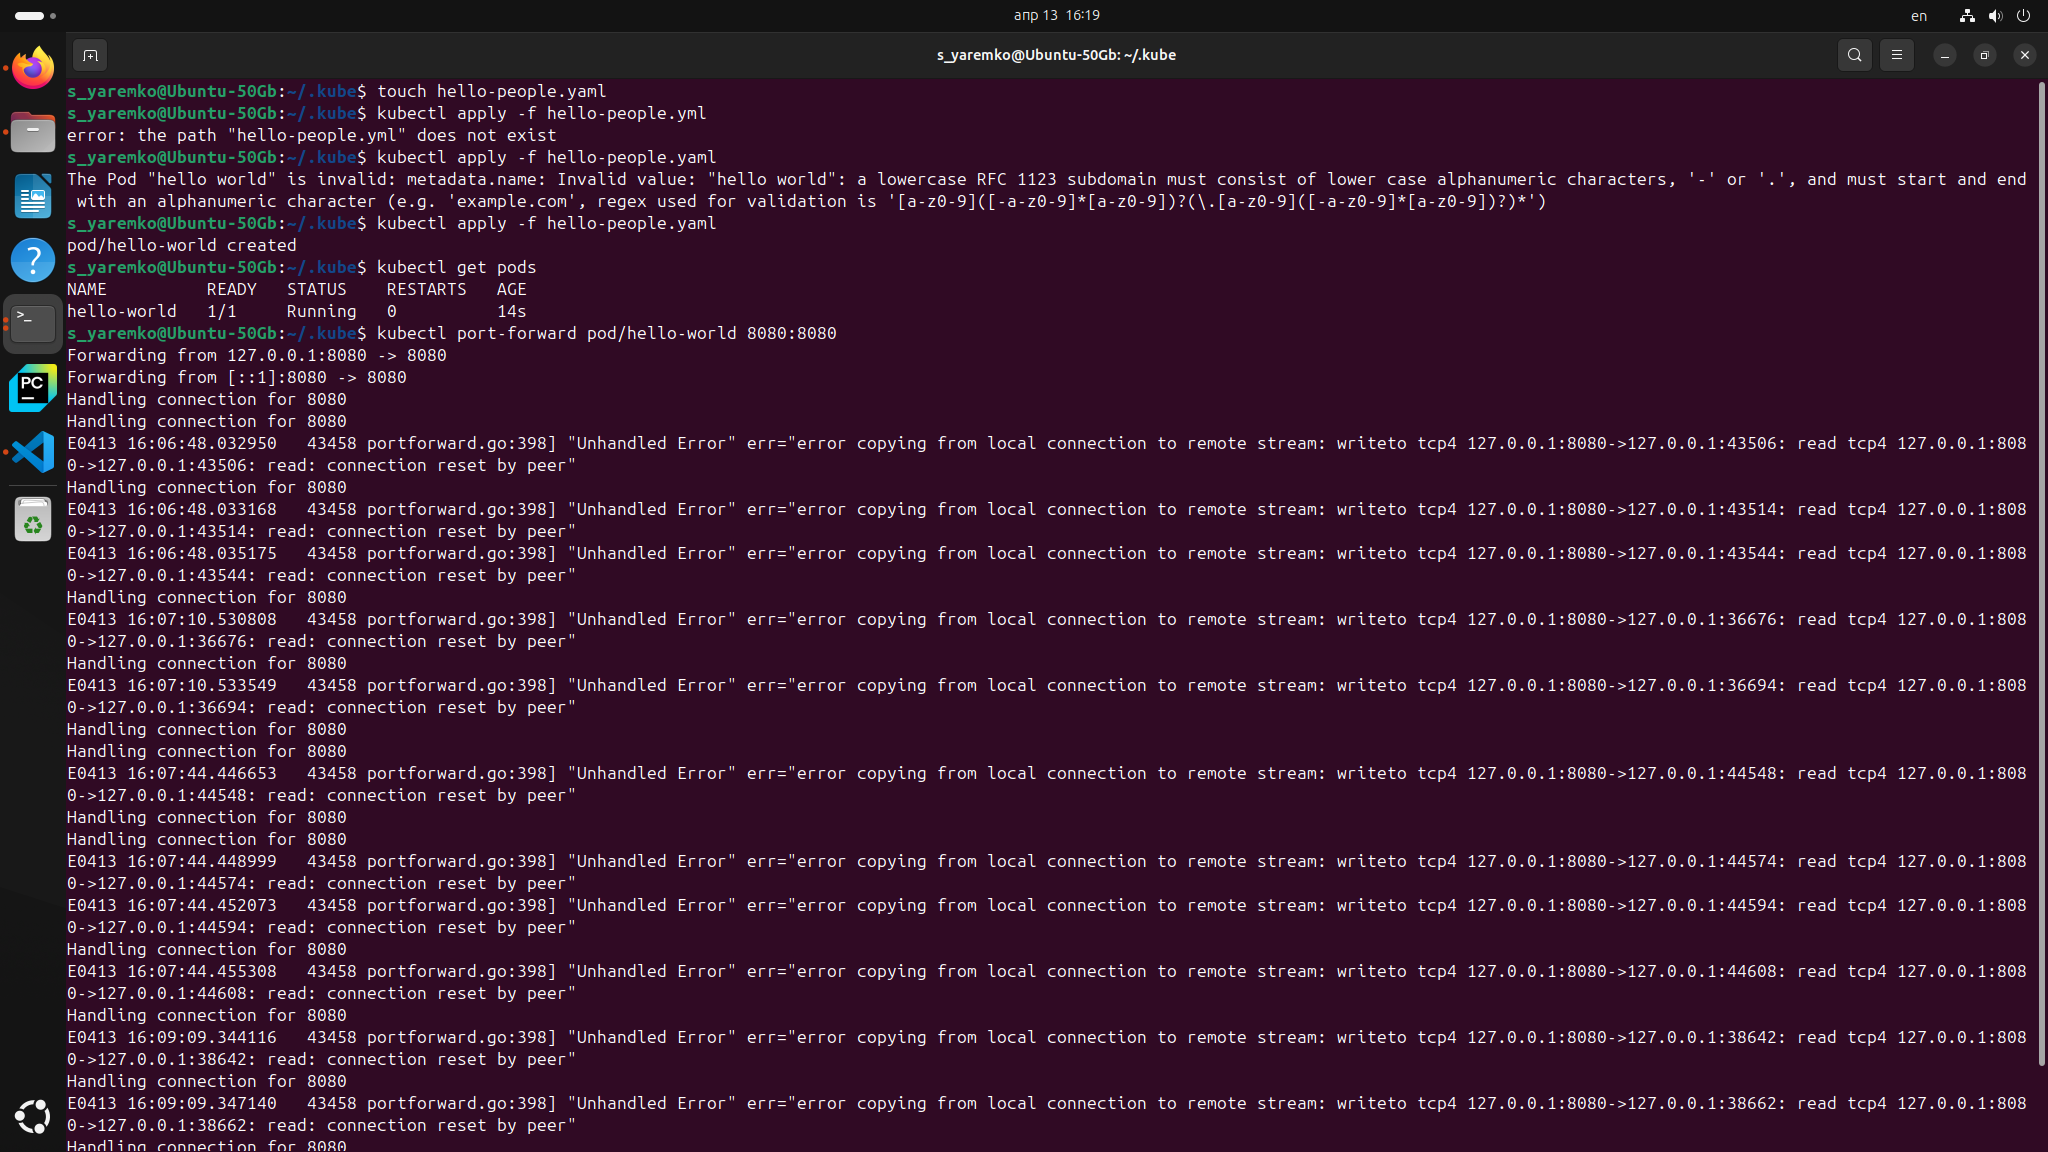 апр 13 16:19
en
s_yaremko@Ubuntu-50Gb: ~/.kube
s_yaremko@Ubuntu-50Gb:~/.kube$ touch hello-people.yaml
s_yaremko@Ubuntu-50Gb:~/.kube$ kubectl apply -f hello-people.yml
error: the path "hello-people.yml" does not exist
s_yaremko@Ubuntu-50Gb:~/.kube$ kubectl apply -f hello-people.yaml
The Pod "hello world" is invalid: metadata.name: Invalid value: "hello world": a lowercase RFC 1123 subdomain must consist of lower case alphanumeric characters, '-' or '.', and must start and end
with an alphanumeric character (e.g. 'example.com', regex used for validation is '[a-z0-9]([-a-z0-9]*[a-z0-9])?(\.[a-z0-9]([-a-z0-9]*[a-z0-9])?)*')
s_yaremko@Ubuntu-50Gb:~/.kube$ kubectl apply -f hello-people.yaml
pod/hello-world created
s_yaremko@Ubuntu-50Gb:~/.kube$ kubectl get pods
NAME READY STATUS RESTARTS AGE
hello-world 1/1 Running 0 14s
s_yaremko@Ubuntu-50Gb:~/.kube$ kubectl port-forward pod/hello-world 8080:8080
Forwarding from 127.0.0.1:8080 -> 8080
Forwarding from [::1]:8080 -> 8080
Handling connection for 8080
Handling connection for 8080
E0413 16:06:48.032950 43458 portforward.go:398] "Unhandled Error" err="error copying from local connection to remote stream: writeto tcp4 127.0.0.1:8080->127.0.0.1:43506: read tcp4 127.0.0.1:808
0->127.0.0.1:43506: read: connection reset by peer"
Handling connection for 8080
E0413 16:06:48.033168 43458 portforward.go:398] "Unhandled Error" err="error copying from local connection to remote stream: writeto tcp4 127.0.0.1:8080->127.0.0.1:43514: read tcp4 127.0.0.1:808
0->127.0.0.1:43514: read: connection reset by peer"
E0413 16:06:48.035175 43458 portforward.go:398] "Unhandled Error" err="error copying from local connection to remote stream: writeto tcp4 127.0.0.1:8080->127.0.0.1:43544: read tcp4 127.0.0.1:808
0->127.0.0.1:43544: read: connection reset by peer"
Handling connection for 8080
E0413 16:07:10.530808 43458 portforward.go:398] "Unhandled Error" err="error copying from local connection to remote stream: writeto tcp4 127.0.0.1:8080->127.0.0.1:36676: read tcp4 127.0.0.1:808
0->127.0.0.1:36676: read: connection reset by peer"
Handling connection for 8080
E0413 16:07:10.533549 43458 portforward.go:398] "Unhandled Error" err="error copying from local connection to remote stream: writeto tcp4 127.0.0.1:8080->127.0.0.1:36694: read tcp4 127.0.0.1:808
0->127.0.0.1:36694: read: connection reset by peer"
Handling connection for 8080
Handling connection for 8080
E0413 16:07:44.446653 43458 portforward.go:398] "Unhandled Error" err="error copying from local connection to remote stream: writeto tcp4 127.0.0.1:8080->127.0.0.1:44548: read tcp4 127.0.0.1:808
0->127.0.0.1:44548: read: connection reset by peer"
Handling connection for 8080
Handling connection for 8080
E0413 16:07:44.448999 43458 portforward.go:398] "Unhandled Error" err="error copying from local connection to remote stream: writeto tcp4 127.0.0.1:8080->127.0.0.1:44574: read tcp4 127.0.0.1:808
0->127.0.0.1:44574: read: connection reset by peer"
E0413 16:07:44.452073 43458 portforward.go:398] "Unhandled Error" err="error copying from local connection to remote stream: writeto tcp4 127.0.0.1:8080->127.0.0.1:44594: read tcp4 127.0.0.1:808
0->127.0.0.1:44594: read: connection reset by peer"
Handling connection for 8080
E0413 16:07:44.455308 43458 portforward.go:398] "Unhandled Error" err="error copying from local connection to remote stream: writeto tcp4 127.0.0.1:8080->127.0.0.1:44608: read tcp4 127.0.0.1:808
0->127.0.0.1:44608: read: connection reset by peer"
Handling connection for 8080
E0413 16:09:09.344116 43458 portforward.go:398] "Unhandled Error" err="error copying from local connection to remote stream: writeto tcp4 127.0.0.1:8080->127.0.0.1:38642: read tcp4 127.0.0.1:808
0->127.0.0.1:38642: read: connection reset by peer"
Handling connection for 8080
E0413 16:09:09.347140 43458 portforward.go:398] "Unhandled Error" err="error copying from local connection to remote stream: writeto tcp4 127.0.0.1:8080->127.0.0.1:38662: read tcp4 127.0.0.1:808
0->127.0.0.1:38662: read: connection reset by peer"
Handling connection for 8080
PC